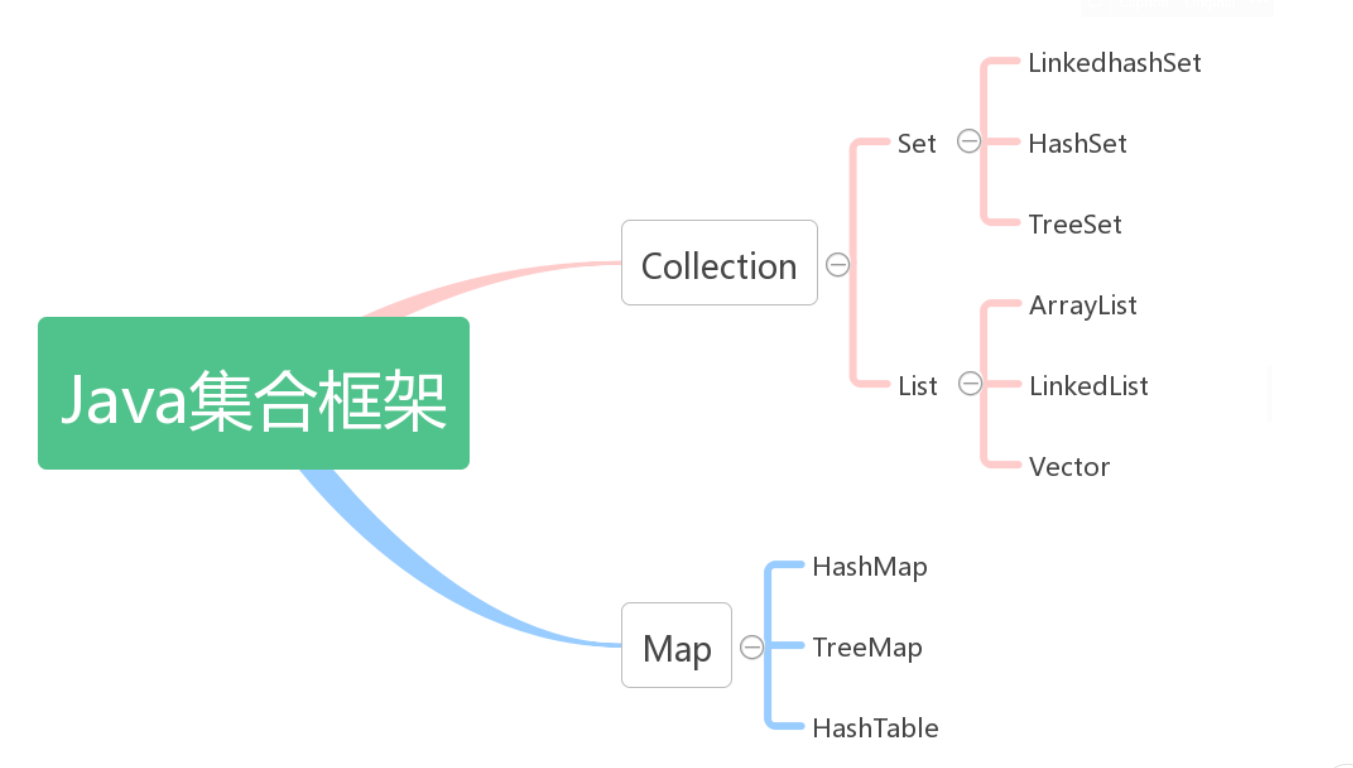 Java集合框架
Collection
Set
LinkedhashSet
HashSet
TreeSet
List
ArrayList
LinkedList
Vector
Map
HashMap
TreeMap
HashTable